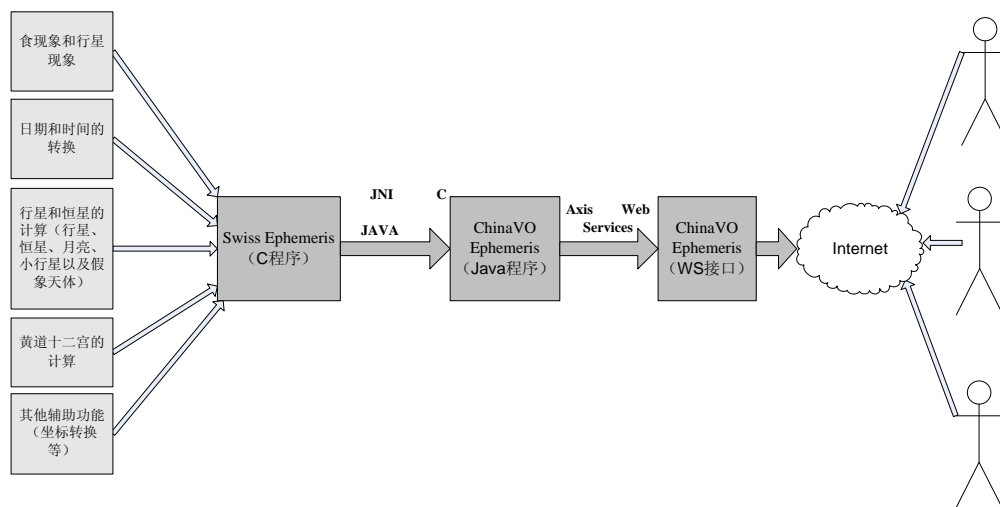 食现象和行星
现象
日期和时间的
转换
行星和恒星的
计算（行星、
恒星、月亮、
小行星以及假
象天体）
黄道十二宫的
计算
其他辅助功能
（坐标转换
等）
Swiss Ephemeris
（C程序）
JNI C
JAVA
ChinaVO
Ephemeris
（Java程序）
Axis Web
Services
ChinaVO
Ephemeris
（WS接口）
Internet